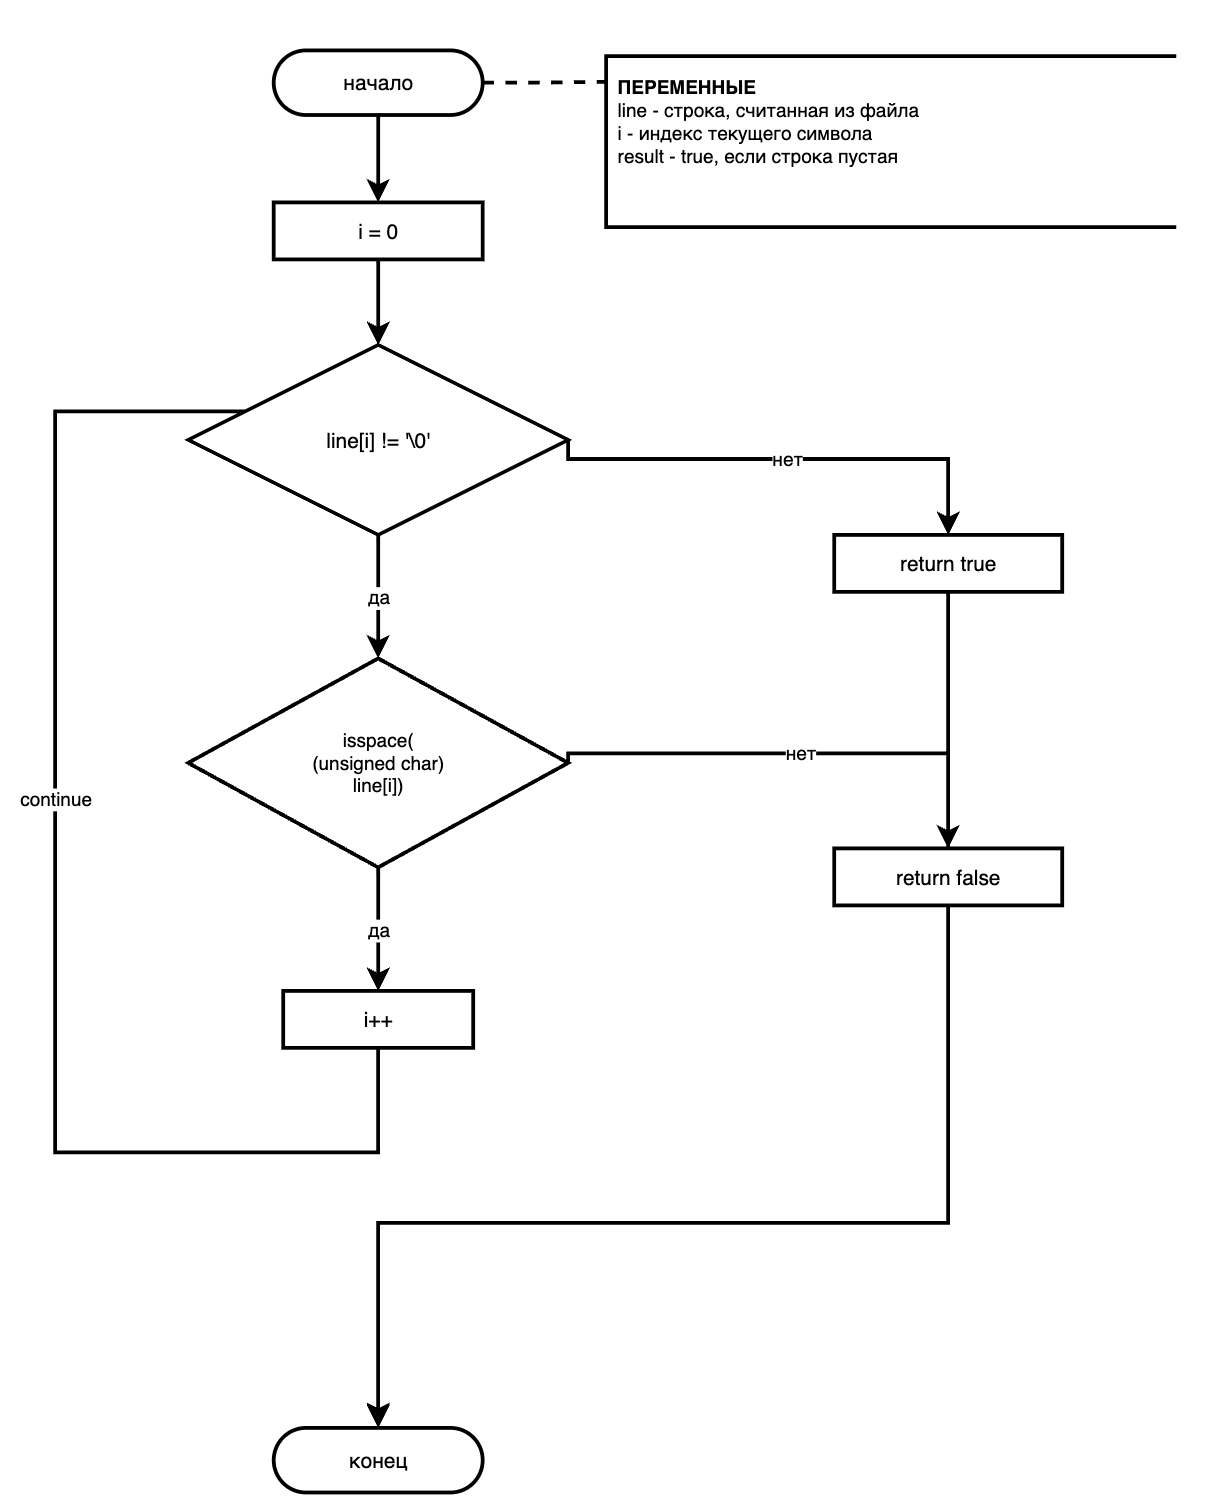 начало
ПЕРЕМЕННЫЕ
line - строка, считанная из файла
i - индекс текущего символа
result - true, если строка пустая
i = 0
line[i] != '\0'
нет
return true
да
isspace(
(unsigned char)
line[i])
нет
continue
return false
да
i++
конец